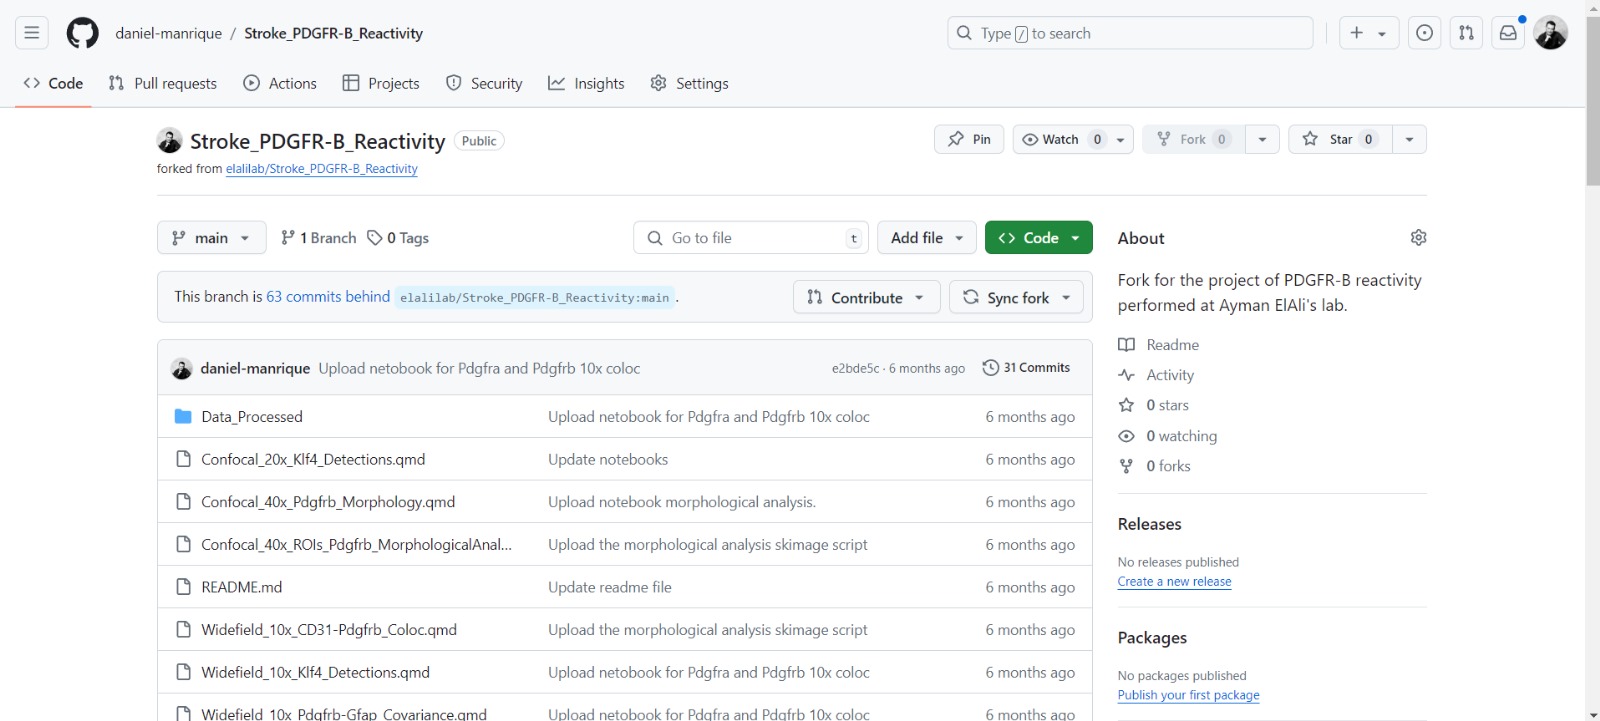 daniel-manrique / Stroke_PDGFR-B_Reactivity
Type / to search
Code
Pull requests
Actions
Projects
Security
Insights
Settings
Stroke_PDGFR-B_Reactivity Public
forked from elalilab/Stroke_PDGFR-B_Reactivity
Pin
Watch 0
Fork 0
Star 0
main
1 Branch
0 Tags
Go to file t
Add file
Code
This branch is 63 commits behind elalilab/Stroke_PDGFR-B_Reactivity:main .
Contribute
Sync fork
daniel-manrique Upload netobook for Pdgfra and Pdgfrb 10x coloc e2bde5c · 6 months ago 31 Commits
Data_Processed Upload netobook for Pdgfra and Pdgfrb 10x coloc 6 months ago
Confocal_20x_Klf4_Detections.qmd Update notebooks 6 months ago
Confocal_40x_Pdgfrb_Morphology.qmd Upload notebook morphological analysis. 6 months ago
Confocal_40x_ROIs_Pdgfrb_MorphologicalAnal... Upload the morphological analysis skimage script 6 months ago
README.md Update readme file 6 months ago
Widefield_10x_CD31-Pdgfrb_Coloc.qmd Upload the morphological analysis skimage script 6 months ago
Widefield_10x_Klf4_Detections.qmd Upload netobook for Pdgfra and Pdgfrb 10x coloc 6 months ago
Widefield_10x_Pdgfrb-Gfap_Covariance.qmd Upload netobook for Pdgfra and Pdgfrb 10x coloc 6 months ago
About
Fork for the project of PDGFR-B reactivity
performed at Ayman ElAli's lab.
Readme
Activity
0 stars
0 watching
0 forks
Releases
No releases published
Create a new release
Packages
No packages published
Publish your first package